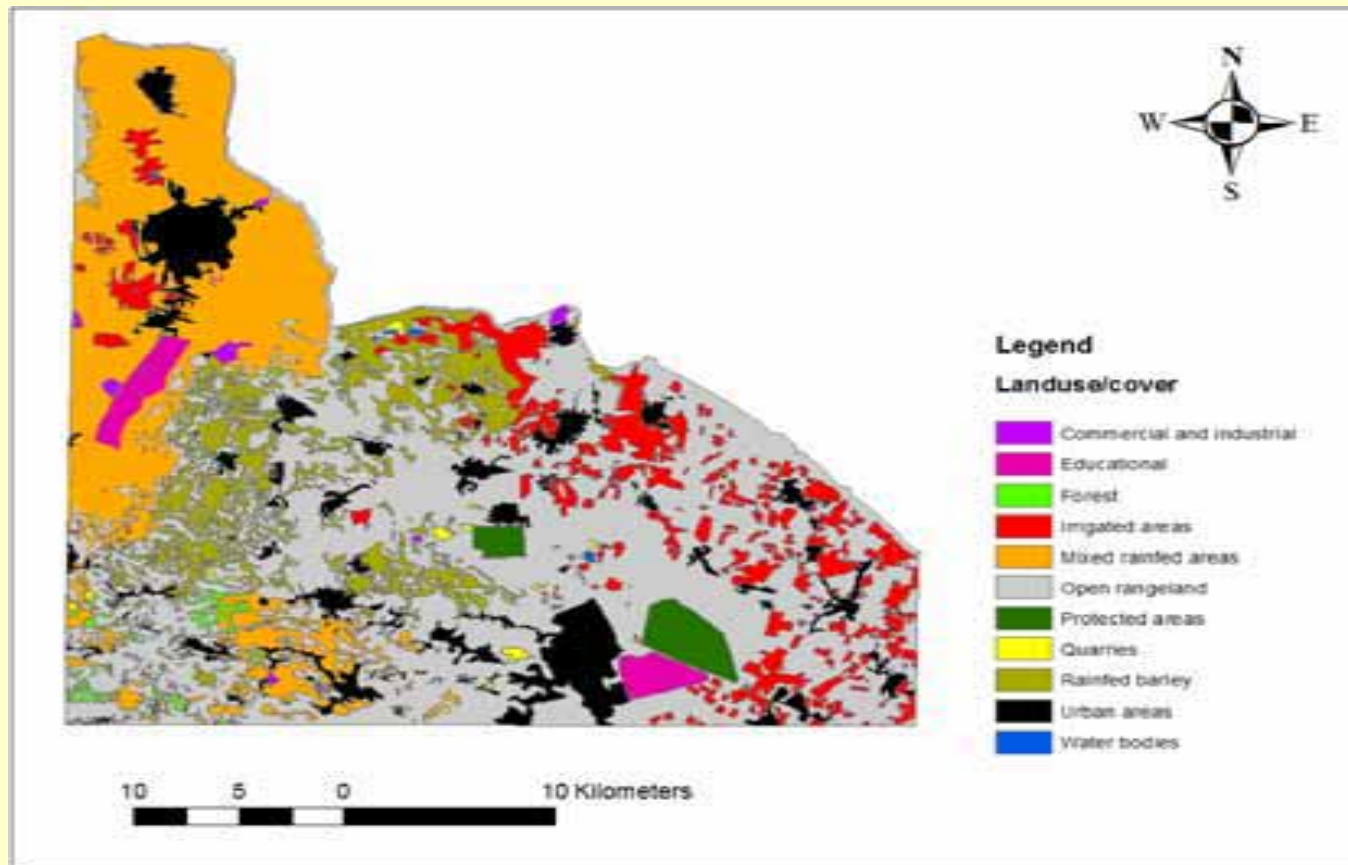 N
W E
S
Legend
Landuse/cover
Commercial and industrial
Educational
Forest
Irrigated areas
Mixed rainfed areas
Open rangeland
Protected areas
Quarries
Rainfed barley
Urban areas
Water bodies
10 5 0 10 Kilometers